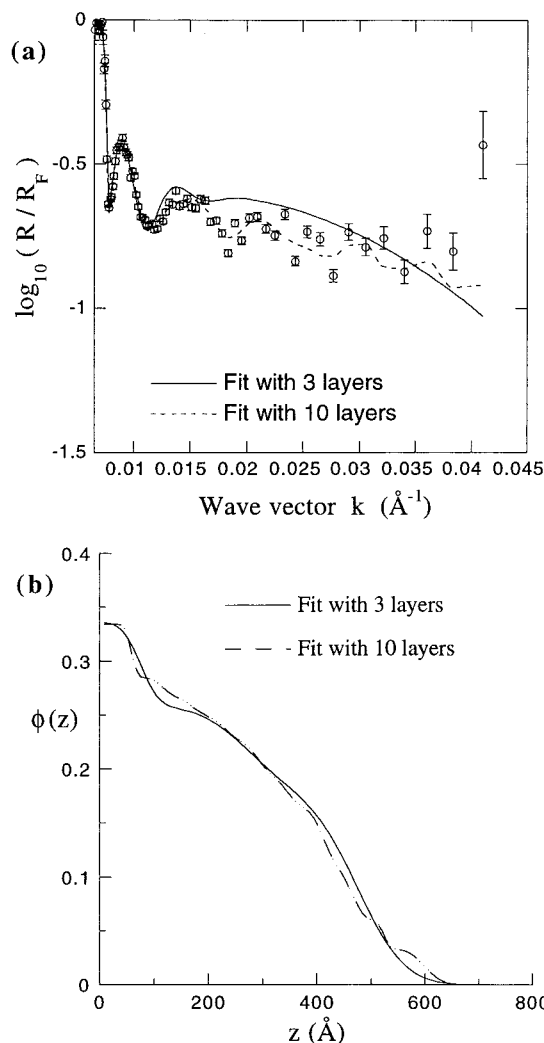 (a)
0
-0.5
-1
-1.5
log10 ( R / RF )
Fit with 3 layers
Fit with 10 layers
0.01 0.015 0.02 0.025 0.03 0.035 0.04 0.045
Wave vector k (Å-1)
(b)
0.4
0.3
0.2
0.1
0
ϕ(z)
Fit with 3 layers
Fit with 10 layers
0 200 400 600 800
z (Å)